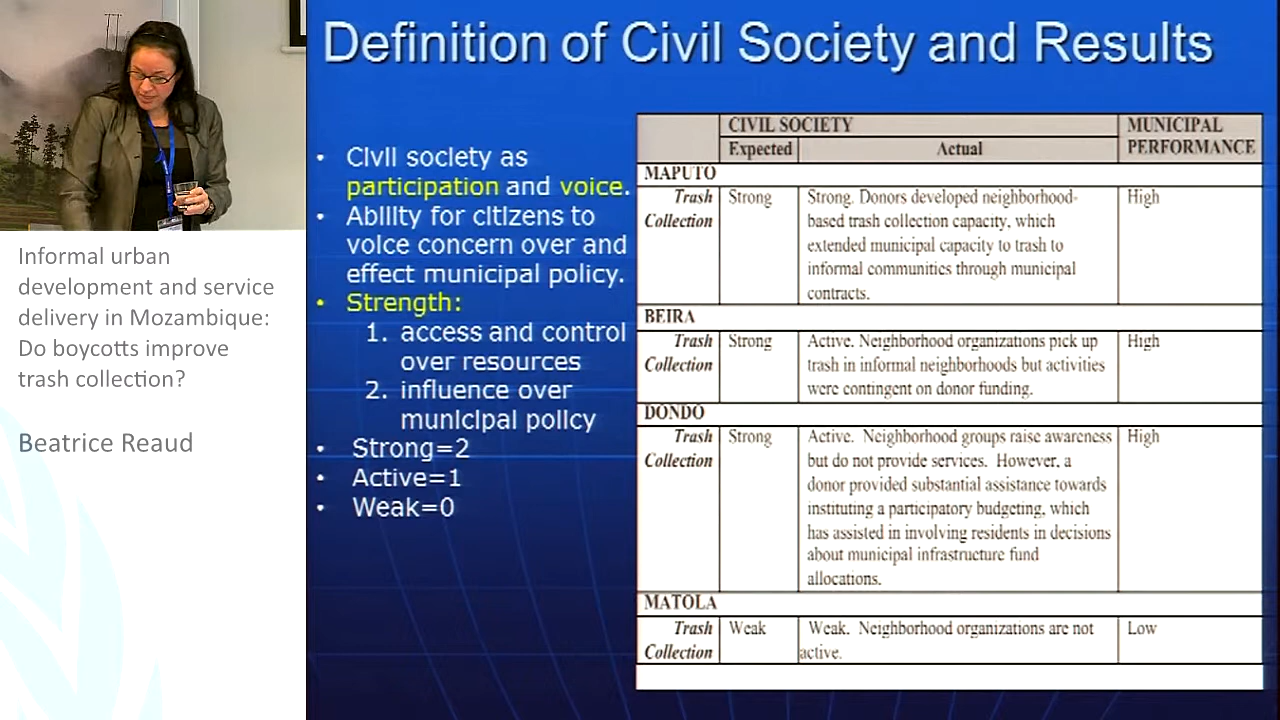 Definition of Civil Society and Results
• Civil society as
participation and voice.
• Ability for citizens to
voice concern over and
effect municipal policy.
• Strength:
1. access and control
over resources
2. influence over
municipal policy
• Strong=2
• Active=1
• Weak=0
CIVIL SOCIETY
MUNICIPAL
PERFORMANCE
Expected
Actual
MAPUTO
Trash
Collection
Strong
Strong. Donors developed neighborhood-
based trash collection capacity, which
extended municipal capacity to trash to
informal communities through municipal
contracts.
High
BEIRA
Trash
Collection
Strong
Active. Neighborhood organizations pick up
trash in informal neighborhoods but activities
were contingent on donor funding.
High
DONDO
Trash
Collection
Strong
Active. Neighborhood groups raise awareness
but do not provide services. However, a
donor provided substantial assistance towards
instituting a participatory budgeting, which
has assisted in involving residents in decisions
about municipal infrastructure fund
allocations.
High
MATOLA
Trash
Collection
Weak
Weak. Neighborhood organizations are not
active.
Low
Informal urban
development and service
delivery in Mozambique:
Do boycotts improve
trash collection?
Beatrice Reaud